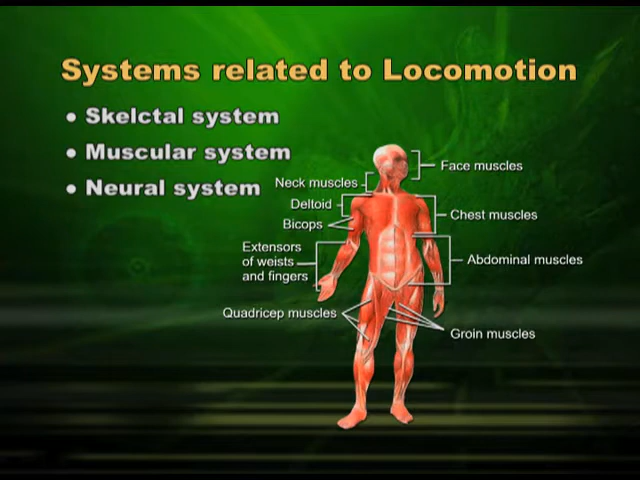 Systems related to Locomotion
• Skelctal system
• Muscular system
• Neural system
Face muscles
Neck muscles
Deltoid
Chest muscles
Bicops
Extensors
of weists
and fingers
Abdominal muscles
Quadricep muscles
Groin muscles